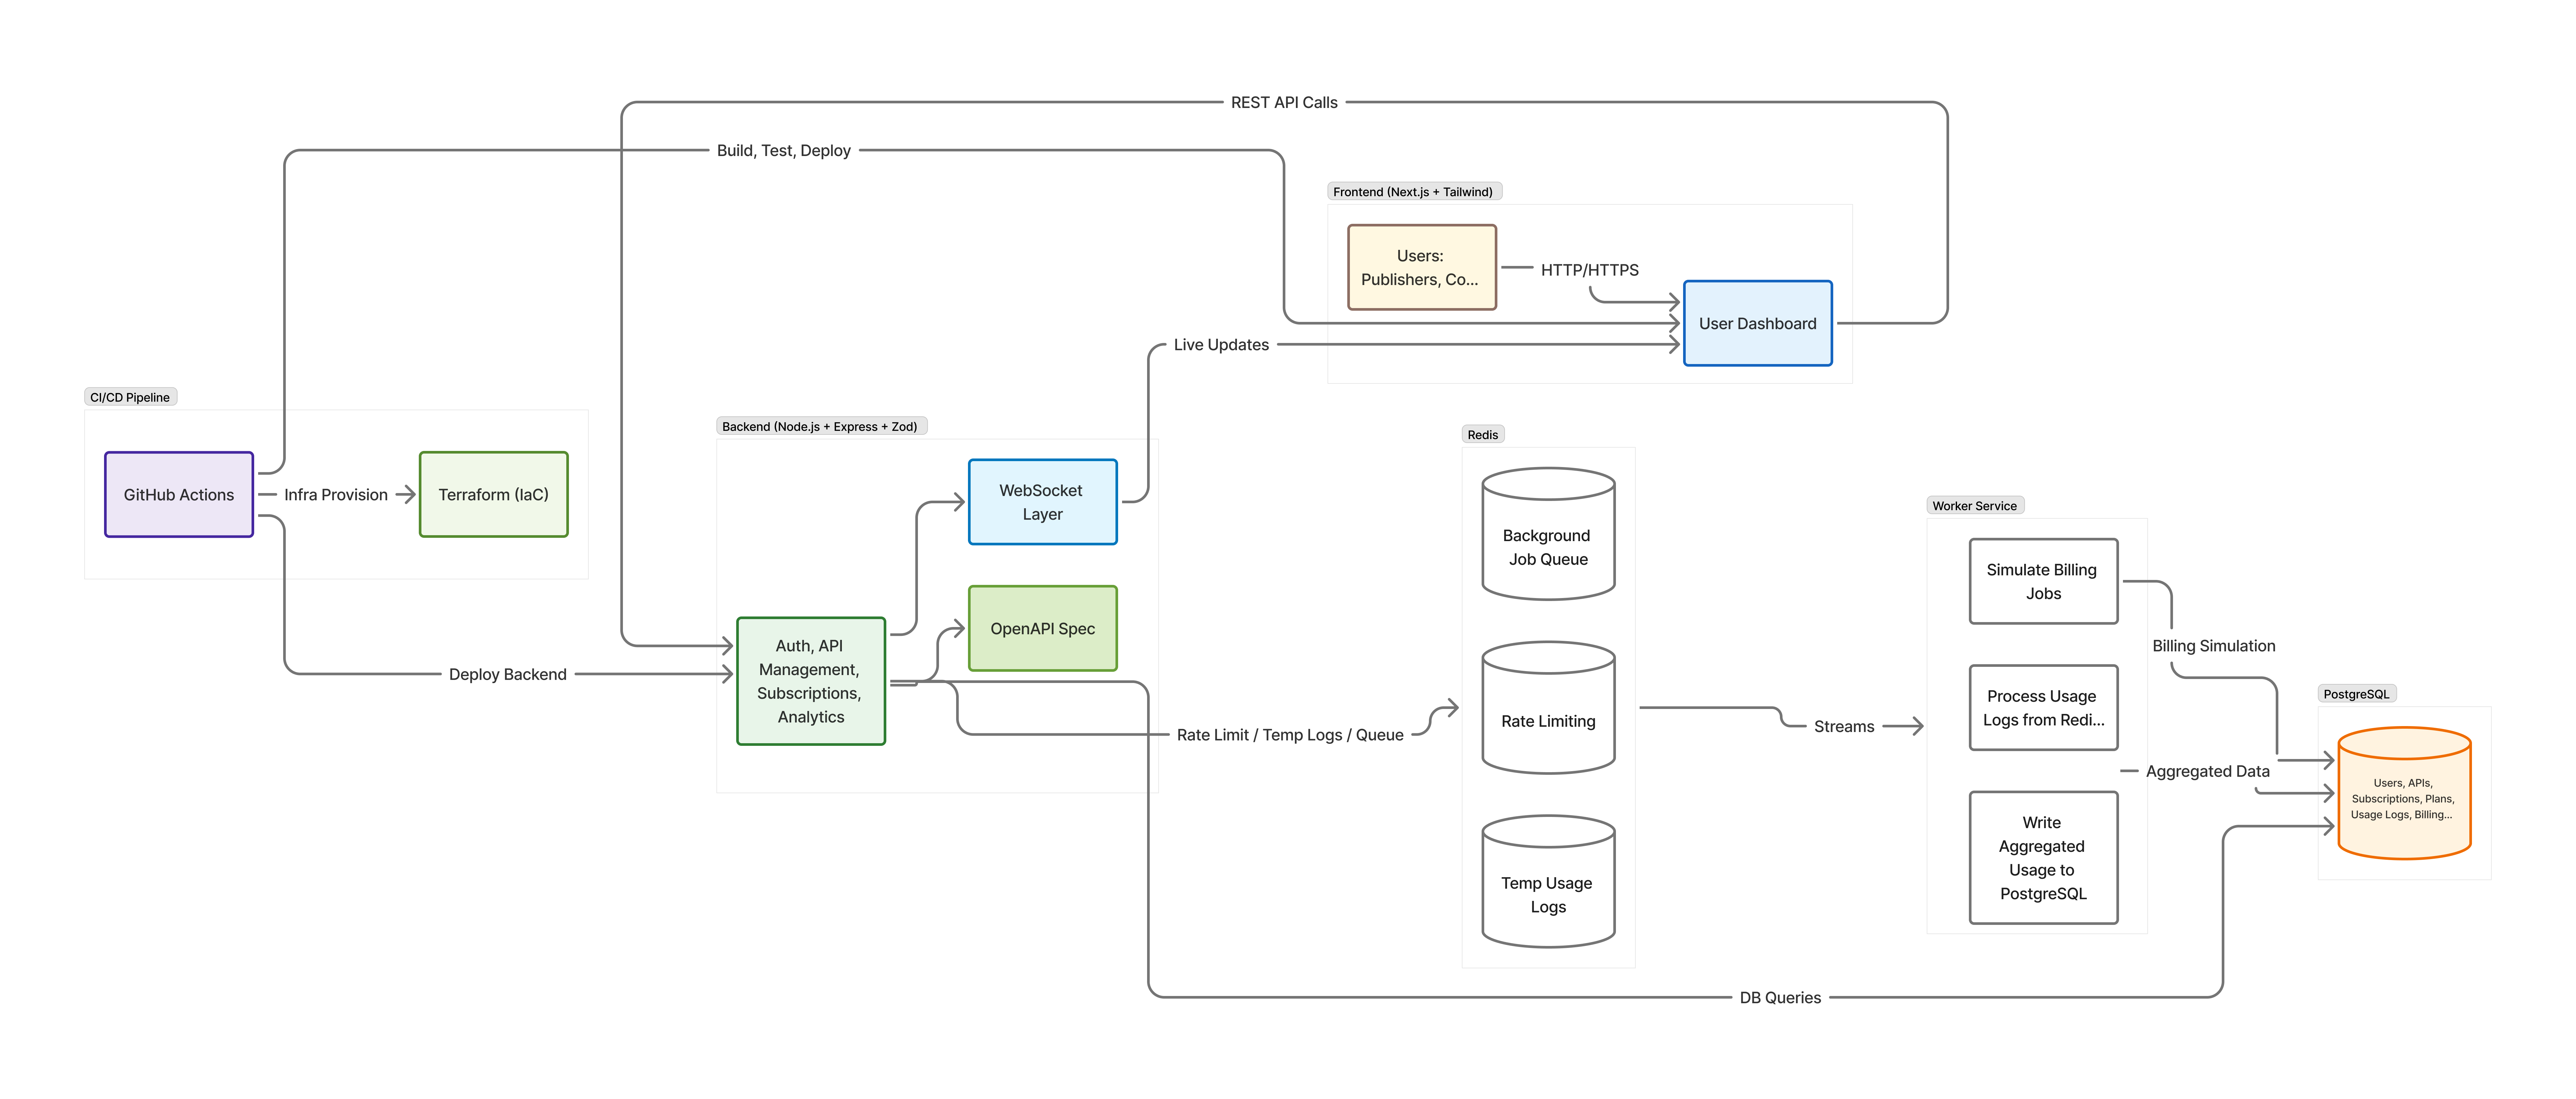 REST API Calls
Build, Test, Deploy
Frontend (Next.js + Tailwind)
Users:
Publishers, Co...
HTTP/HTTPS
User Dashboard
Live Updates
CI/CD Pipeline
GitHub Actions
Infra Provision
Terraform (IaC)
Deploy Backend
Backend (Node.js + Express + Zod)
WebSocket
Layer
OpenAPI Spec
Auth, API
Management,
Subscriptions,
Analytics
Rate Limit / Temp Logs / Queue
Redis
Background
Job Queue
Rate Limiting
Temp Usage
Logs
Streams
Worker Service
Simulate Billing
Jobs
Process Usage
Logs from Redi...
Write
Aggregated
Usage to
PostgreSQL
Billing Simulation
Aggregated Data
PostgreSQL
Users, APIs,
Subscriptions, Plans,
Usage Logs, Billing...
DB Queries